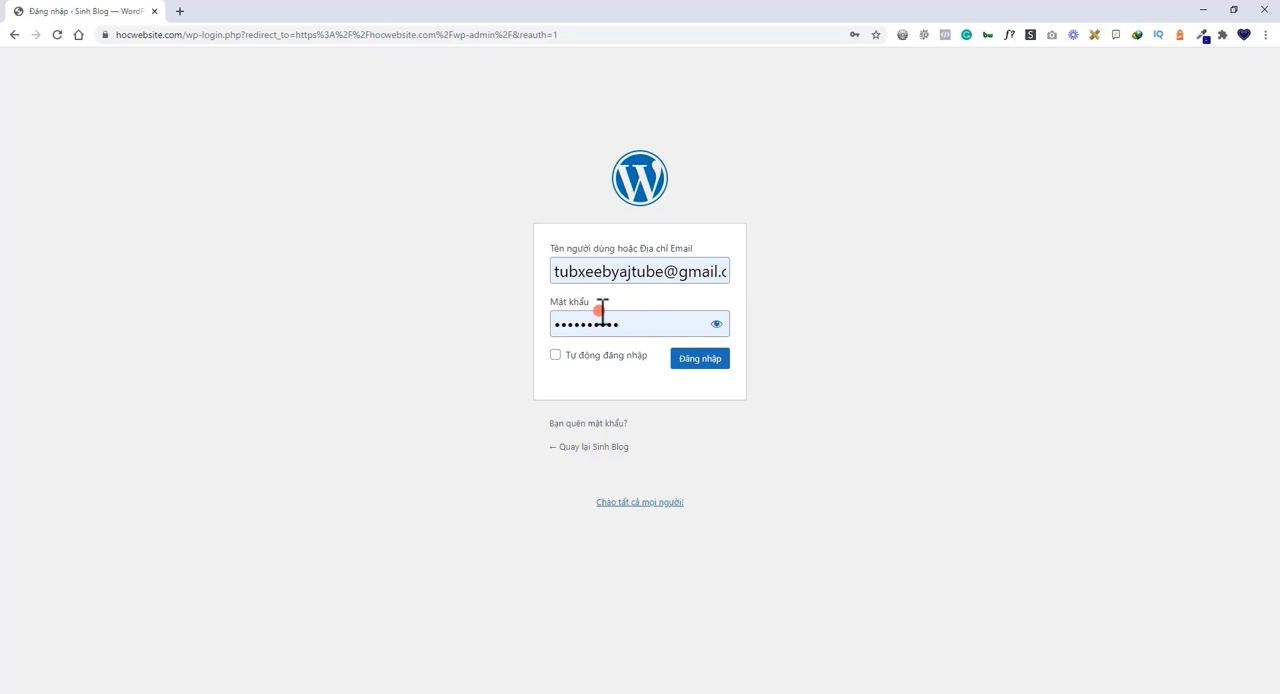 Đăng nhập ‹ Sinh Blog — WordP
hocwebsite.com/wp-login.php?redirect_to=https%3A%2F%2Fhocwebsite.com%2Fwp-admin%2F&reauth=1
Tên người dùng hoặc Địa chỉ Email
tubxeebyajtube@gmail.c
Mật khẩu
Tự động đăng nhập
Đăng nhập
Bạn quên mật khẩu?
← Quay lại Sinh Blog
Chào tất cả mọi người!